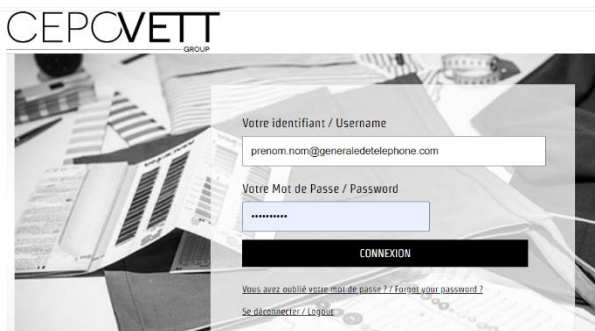 CEPOVETT
GROUP
Votre identifiant / Username
prenom.nom@generaledetelephone.com
Votre Mot de Passe / Password
••••••••••
CONNEXION
Vous avez oublié votre mot de passe ? / Forgot your password ?
Se déconnecter / Logout